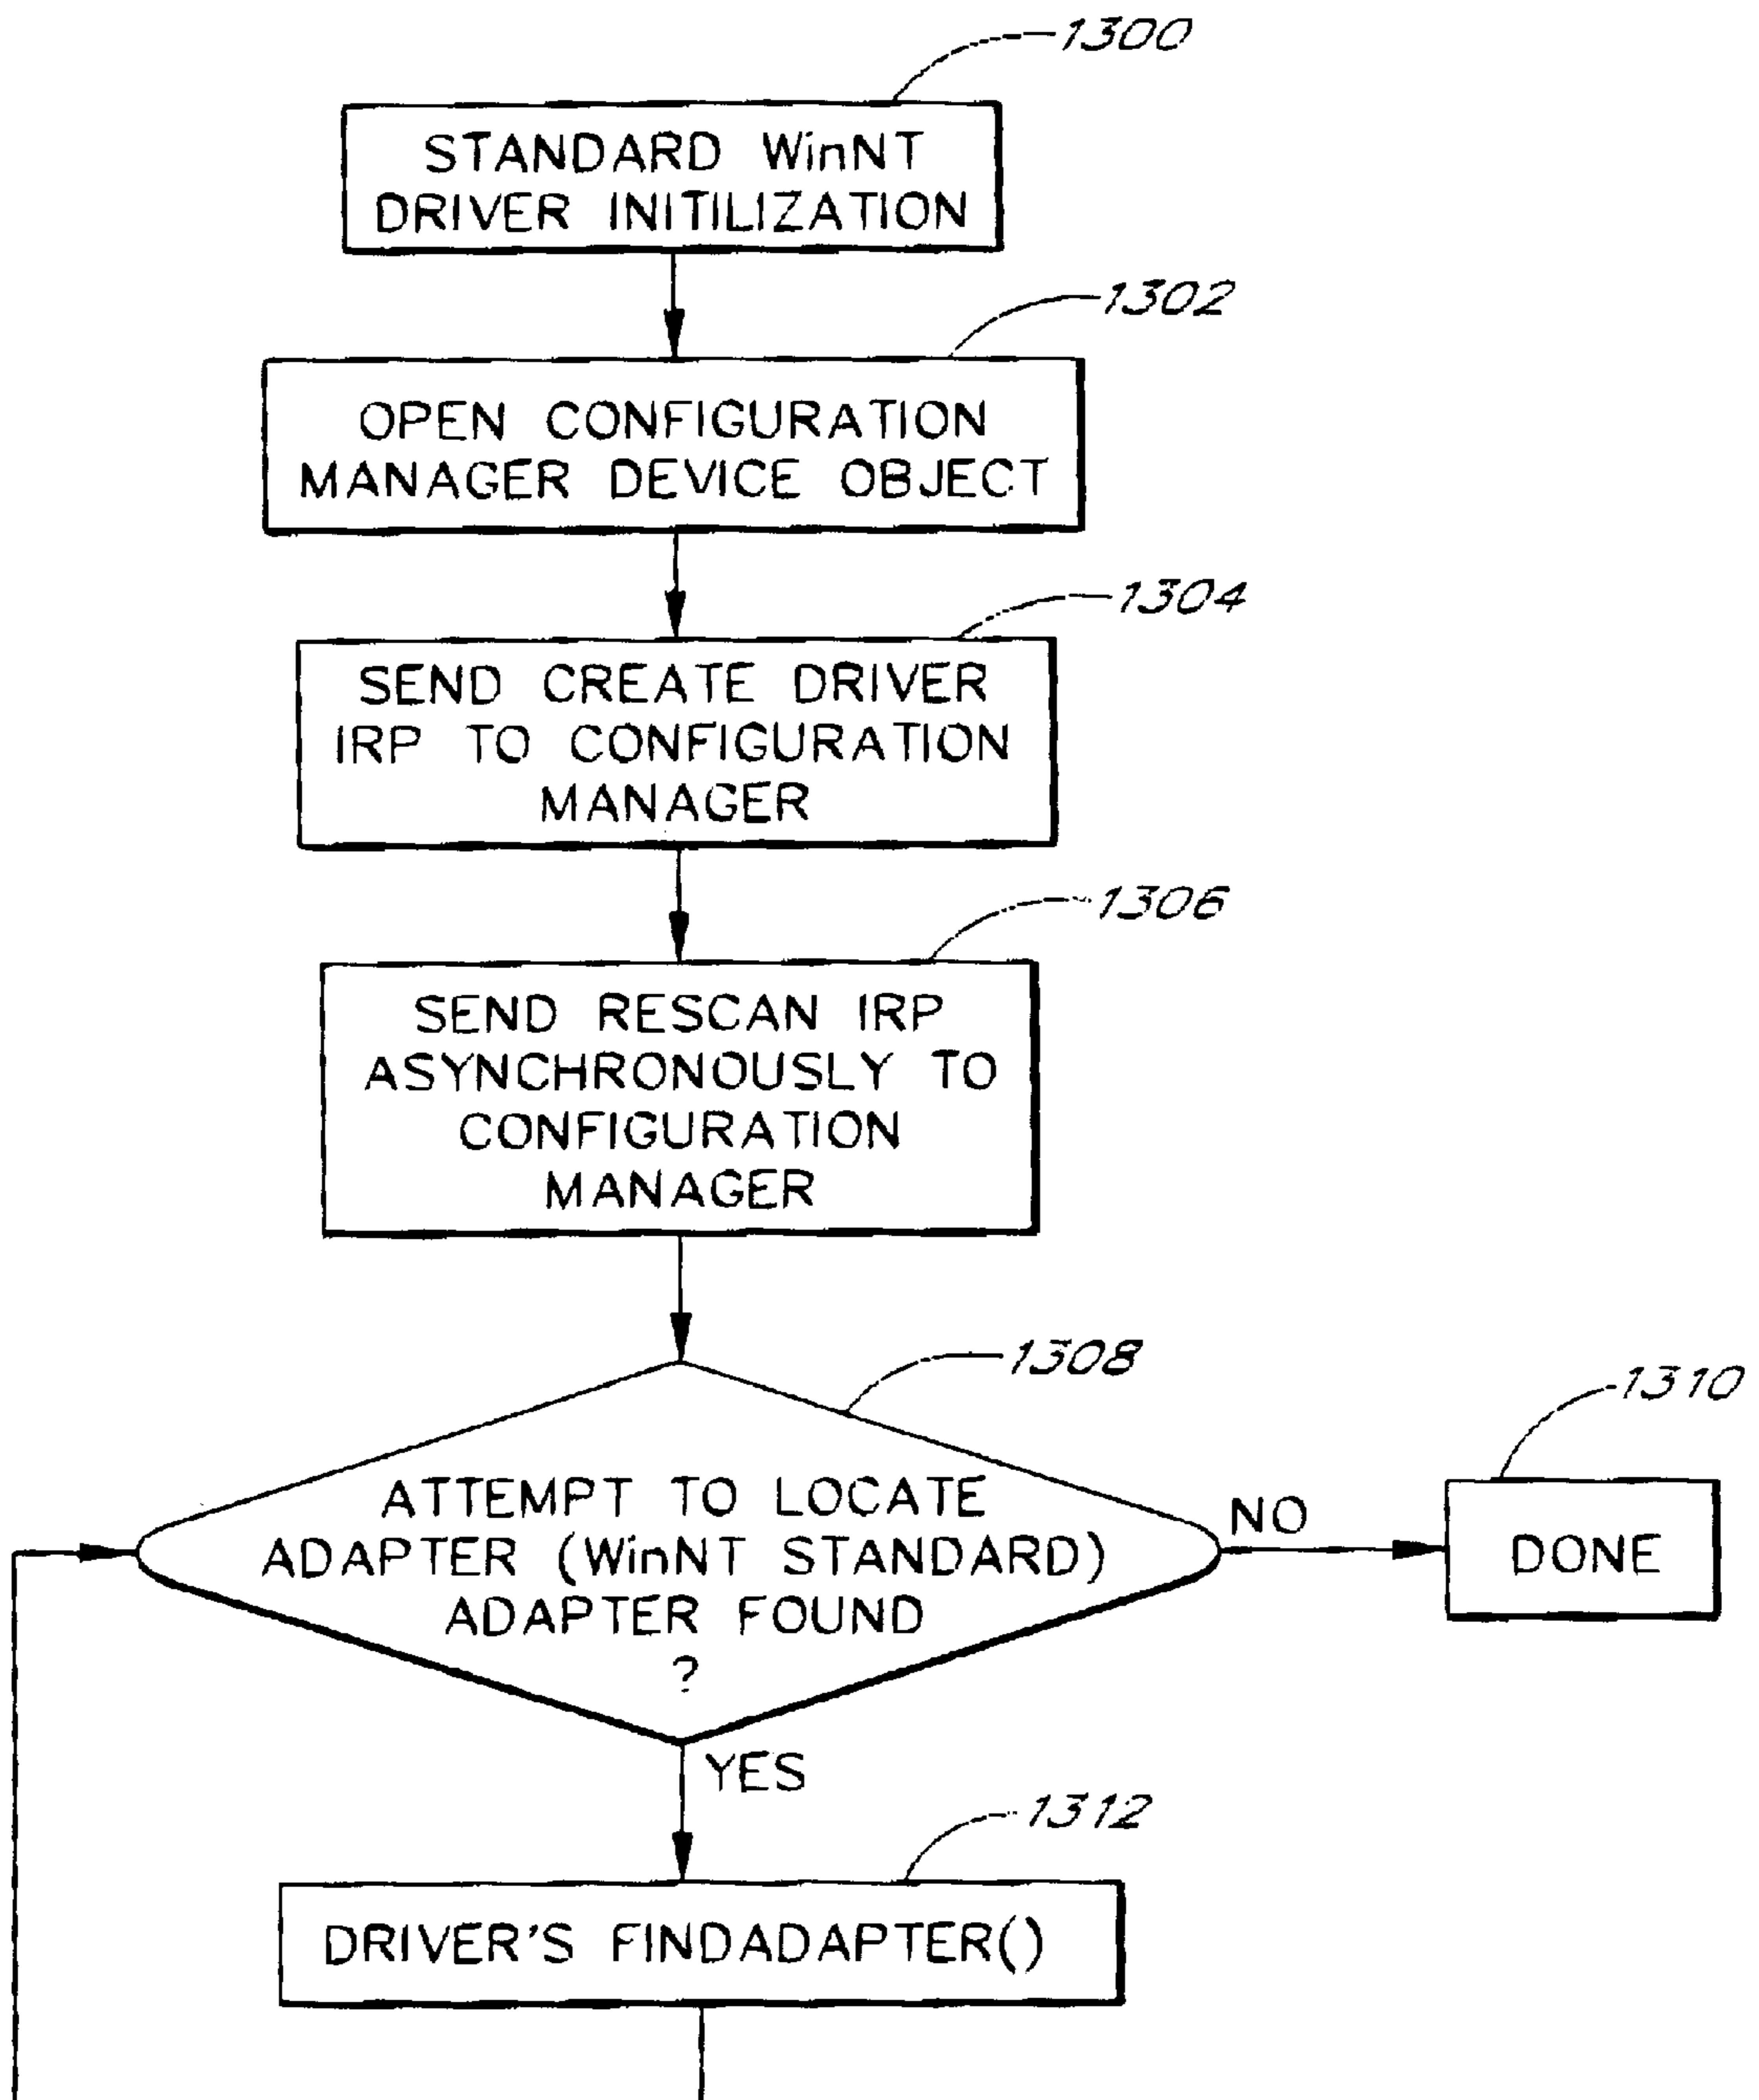 1300
STANDARD WinNT
DRIVER INITILIZATION
1302
OPEN CONFIGURATION
MANAGER DEVICE OBJECT
1304
SEND CREATE DRIVER
IRP TO CONFIGURATION
MANAGER
1306
SEND RESCAN IRP
ASYNCHRONOUSLY TO
CONFIGURATION
MANAGER
1308
ATTEMPT TO LOCATE
ADAPTER (WinNT STANDARD)
ADAPTER FOUND
?
NO
1310
DONE
YES
1312
DRIVER'S FINDADAPTER()